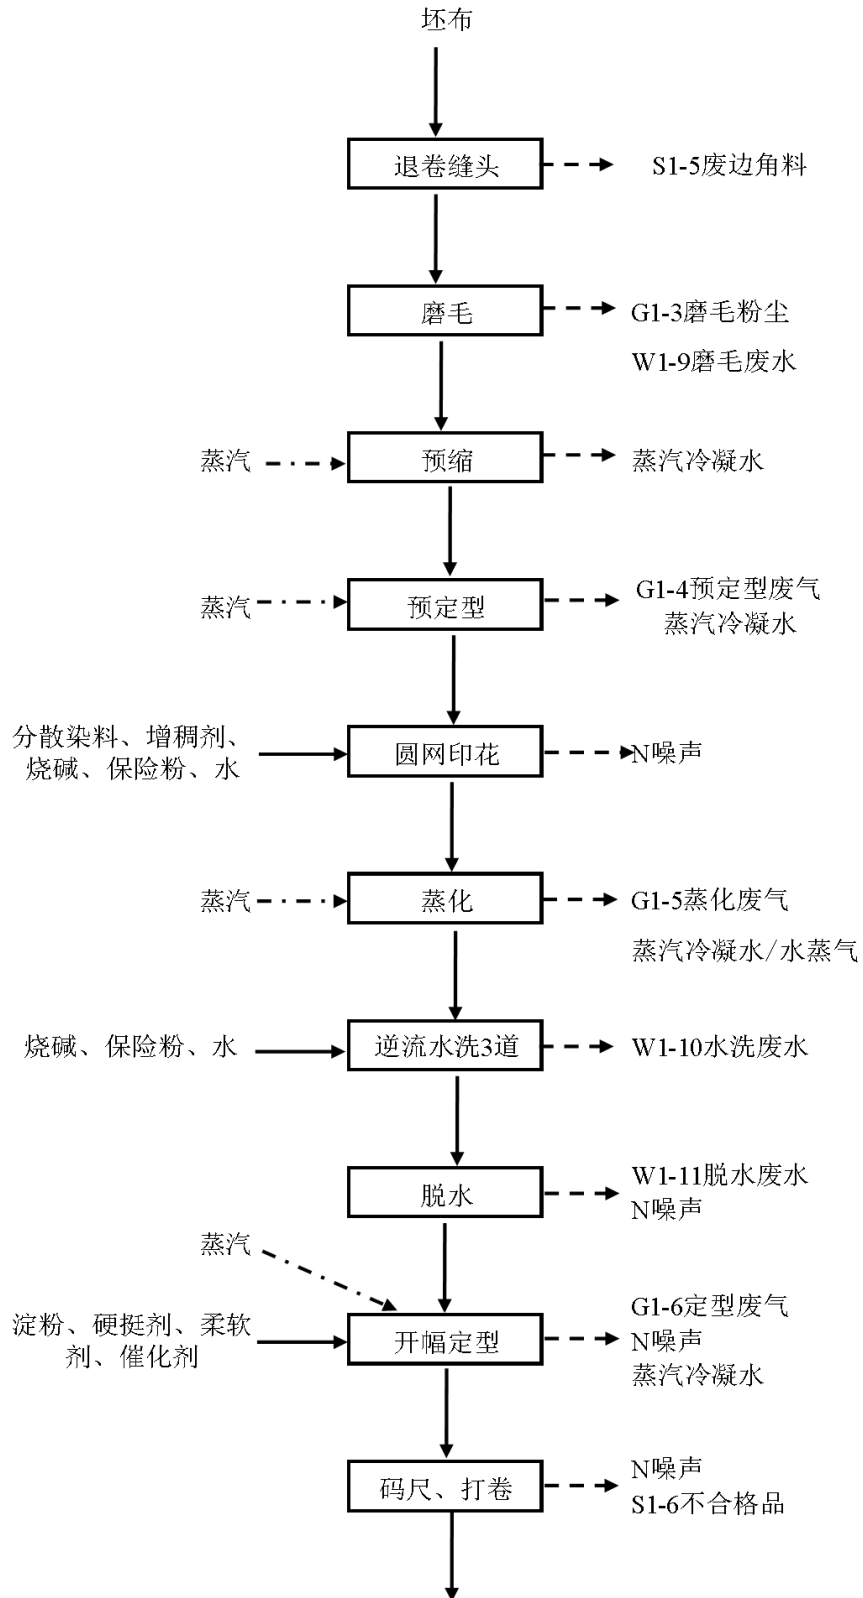 坯布
退卷缝头
S1-5废边角料
磨毛
G1-3磨毛粉尘
W1-9磨毛废水
蒸汽
预缩
蒸汽冷凝水
蒸汽
预定型
G1-4预定型废气
蒸汽冷凝水
分散染料、增稠剂、
烧碱、保险粉、水
圆网印花
N噪声
蒸汽
蒸化
G1-5蒸化废气
蒸汽冷凝水/水蒸气
烧碱、保险粉、水
逆流水洗3道
W1-10水洗废水
脱水
W1-11脱水废水
N噪声
蒸汽
淀粉、硬挺剂、柔软
剂、催化剂
开幅定型
G1-6定型废气
N噪声
蒸汽冷凝水
码尺、打卷
N噪声
S1-6不合格品